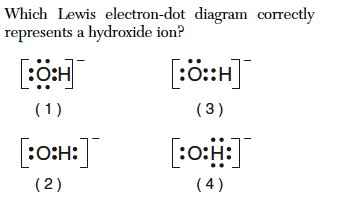 Which Lewis electron-dot diagram correctly
represents a hydroxide ion?
[:Ö̤:H]⁻ [:Ö::H]⁻
(1) (3)
[:O:H:]⁻ [:O:Ḧ̤:]⁻
(2) (4)